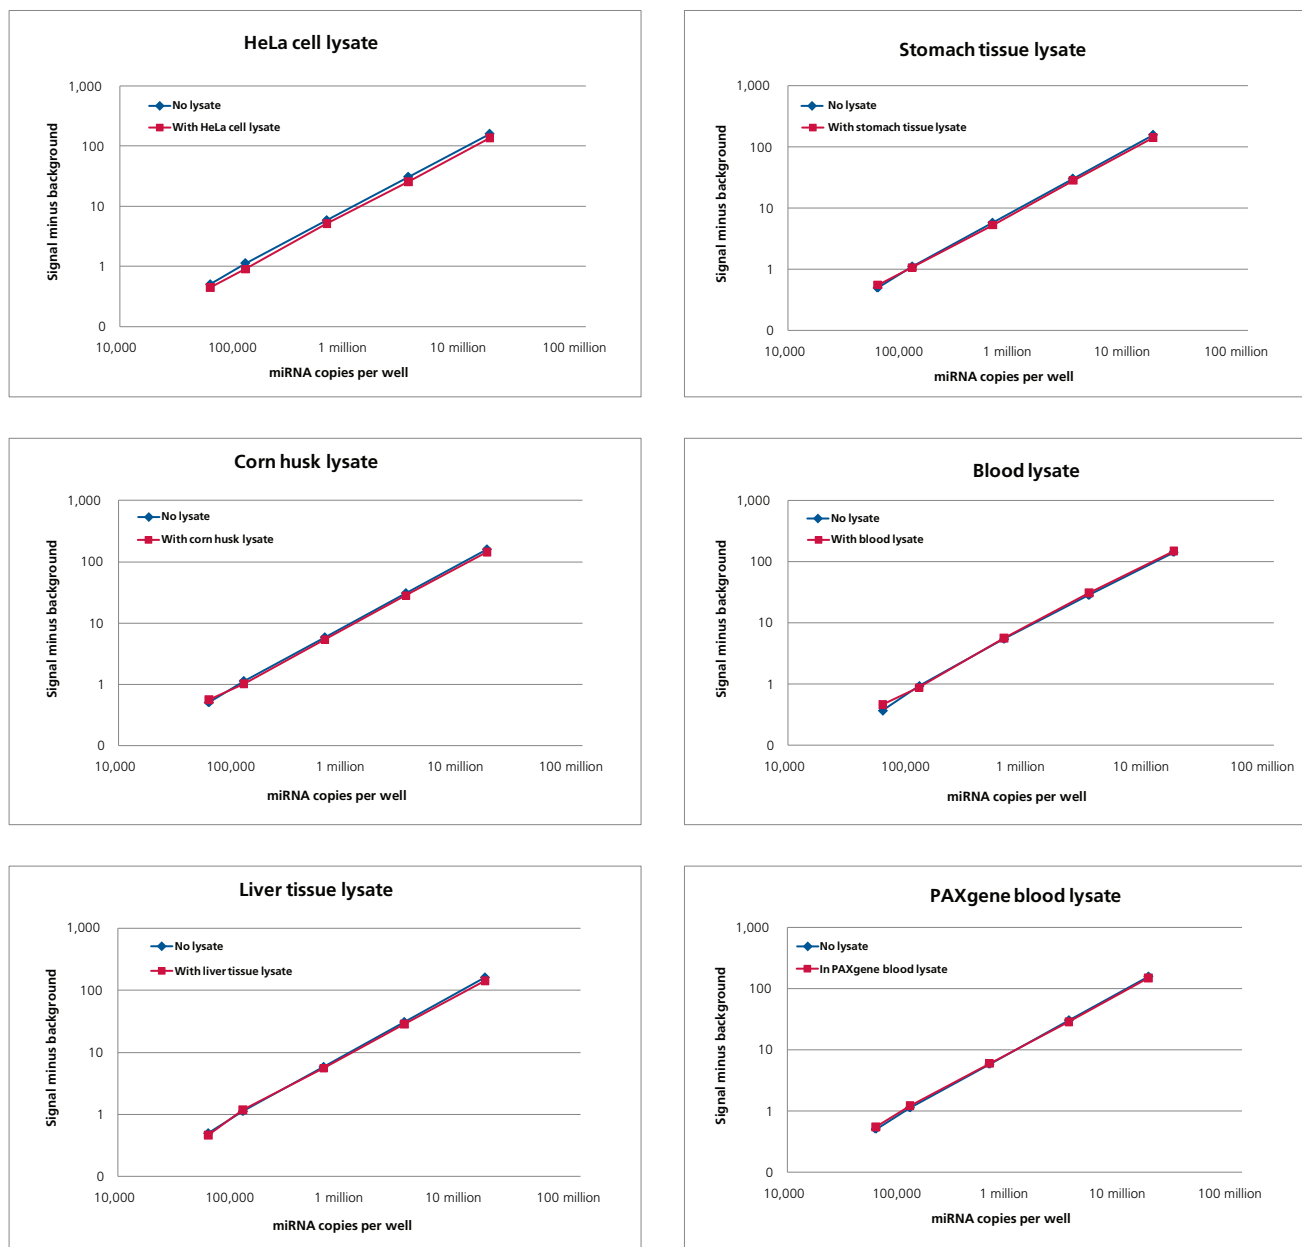 HeLa cell lysate
1,000
100
10
1
0
Signal minus background
No lysate
With HeLa cell lysate
10,000 100,000 1 million 10 million 100 million
miRNA copies per well
Stomach tissue lysate
1,000
100
10
1
0
Signal minus background
No lysate
With stomach tissue lysate
10,000 100,000 1 million 10 million 100 million
miRNA copies per well
Corn husk lysate
1,000
100
10
1
0
Signal minus background
No lysate
With corn husk lysate
10,000 100,000 1 million 10 million 100 million
miRNA copies per well
Blood lysate
1,000
100
10
1
0
Signal minus background
No lysate
With blood lysate
10,000 100,000 1 million 10 million 100 million
miRNA copies per well
Liver tissue lysate
1,000
100
10
1
0
Signal minus background
No lysate
With liver tissue lysate
10,000 100,000 1 million 10 million 100 million
miRNA copies per well
PAXgene blood lysate
1,000
100
10
1
0
Signal minus background
No lysate
In PAXgene blood lysate
10,000 100,000 1 million 10 million 100 million
miRNA copies per well